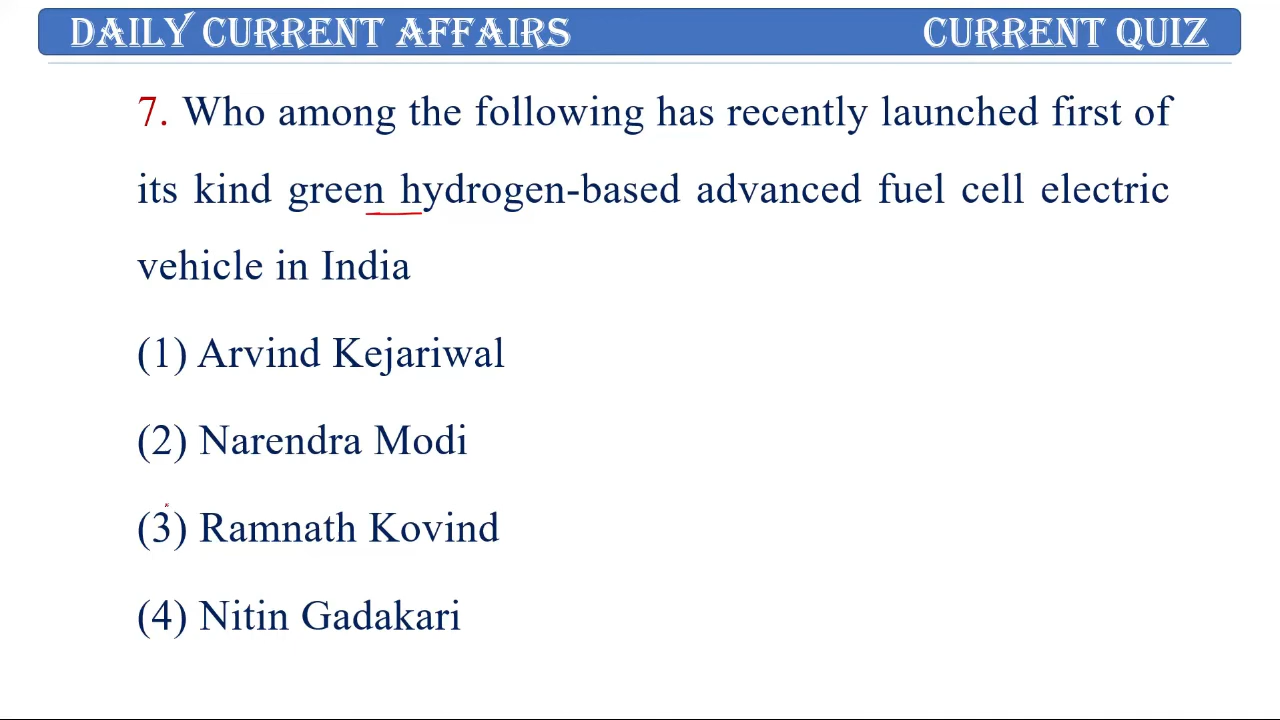 DAILY CURRENT AFFAIRS CURRENT QUIZ
7. Who among the following has recently launched first of
its kind green hydrogen-based advanced fuel cell electric
vehicle in India
(1) Arvind Kejariwal
(2) Narendra Modi
(3) Ramnath Kovind
(4) Nitin Gadakari